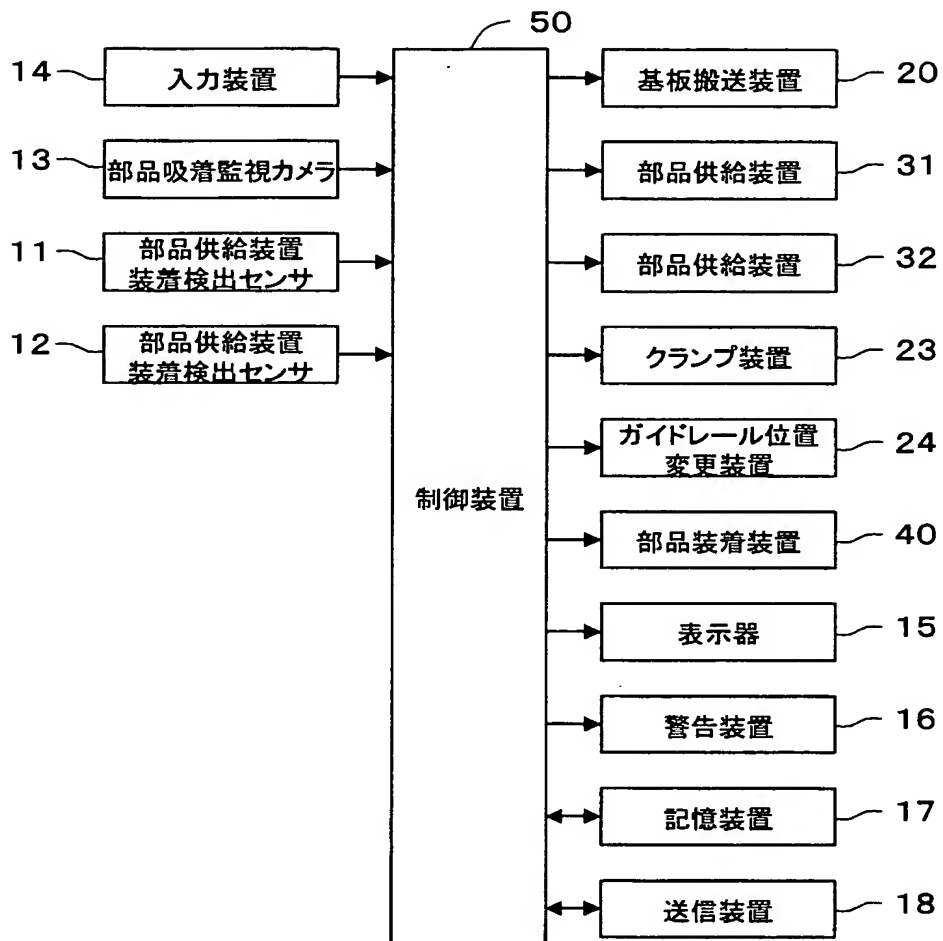 50
14
入力装置
13
部品吸着監視カメラ
11
部品供給装置
装着検出センサ
12
部品供給装置
装着検出センサ
制御装置
基板搬送装置
20
部品供給装置
31
部品供給装置
32
クランプ装置
23
ガイドレール位置
変更装置
24
部品装着装置
40
表示器
15
警告装置
16
記憶装置
17
送信装置
18